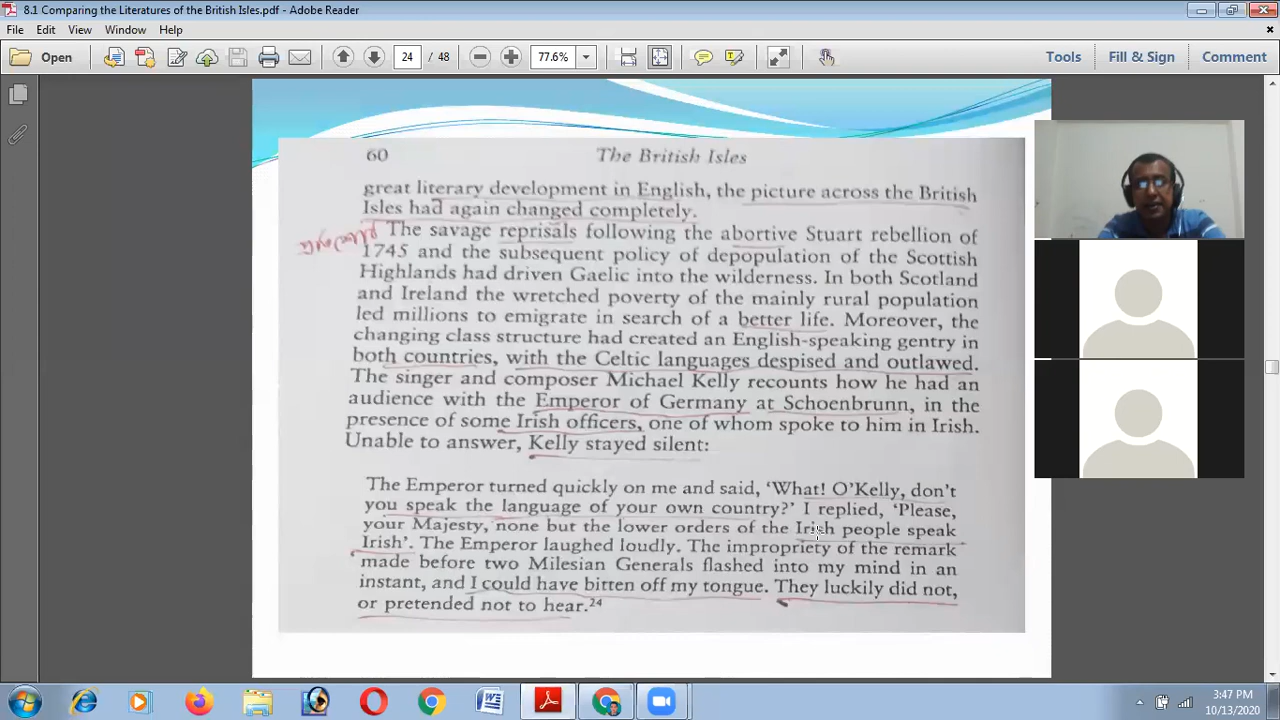 8.1 Comparing the Literatures of the British Isles.pdf - Adobe Reader
File Edit View Window Help
Open 24 / 48 77.6% Tools Fill & Sign Comment
60 The British Isles
great literary development in English, the picture across the British
Isles had again changed completely.
The savage reprisals following the abortive Stuart rebellion of
1745 and the subsequent policy of depopulation of the Scottish
Highlands had driven Gaelic into the wilderness. In both Scotland
and Ireland the wretched poverty of the mainly rural population
led millions to emigrate in search of a better life. Moreover, the
changing class structure had created an English-speaking gentry in
both countries, with the Celtic languages despised and outlawed.
The singer and composer Michael Kelly recounts how he had an
audience with the Emperor of Germany at Schoenbrunn, in the
presence of some Irish officers, one of whom spoke to him in Irish.
Unable to answer, Kelly stayed silent:
The Emperor turned quickly on me and said, ‘What! O’Kelly, don’t
you speak the language of your own country?’ I replied, ‘Please,
your Majesty, none but the lower orders of the Irish people speak
Irish’. The Emperor laughed loudly. The impropriety of the remark
made before two Milesian Generals flashed into my mind in an
instant, and I could have bitten off my tongue. They luckily did not,
or pretended not to hear.²⁴
3:47 PM
10/13/2020